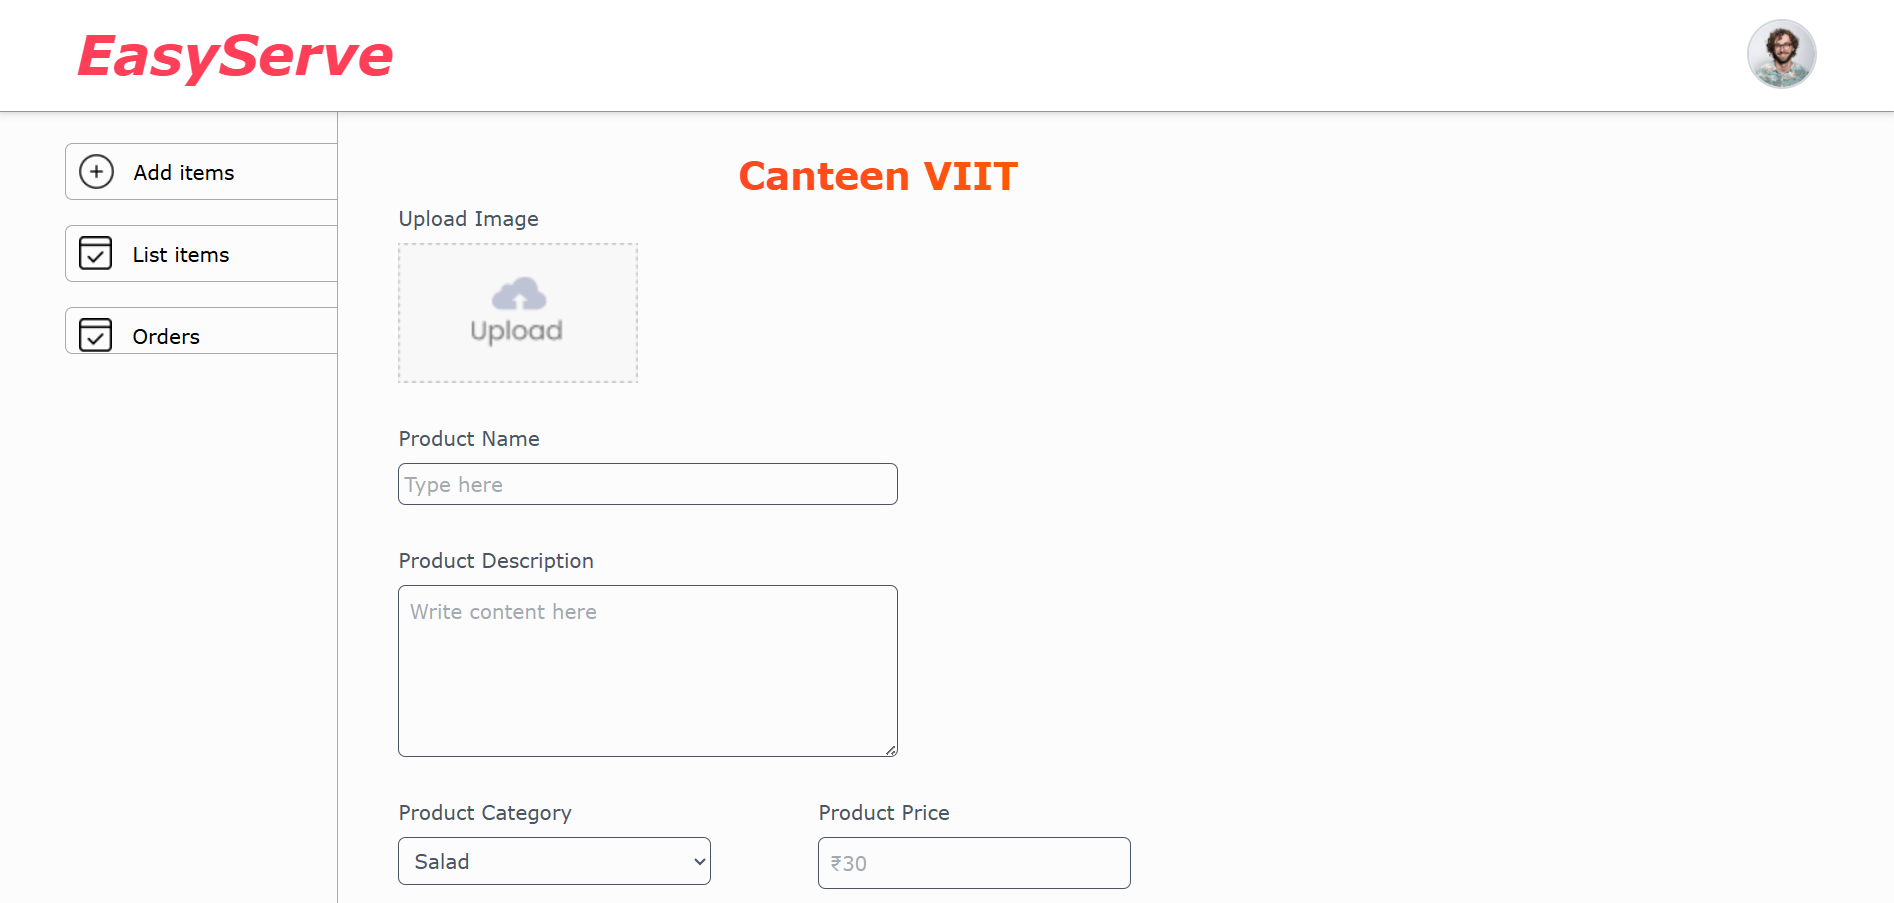 EasyServe
Add items
List items
Orders
Canteen VIIT
Upload Image
Upload
Product Name
Type here
Product Description
Write content here
Product Category
Product Price
Salad
₹30